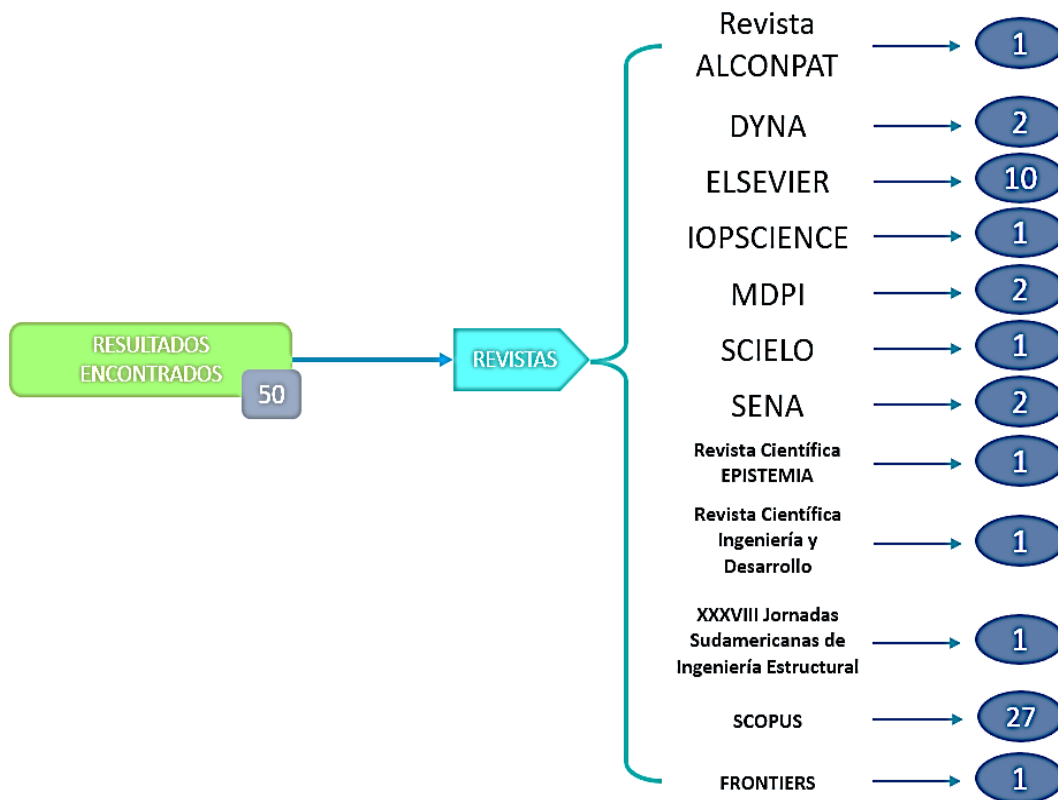 RESULTADOS
ENCONTRADOS
50
REVISTAS
Revista
ALCONPAT
1
DYNA
2
ELSEVIER
10
IOPSCIENCE
1
MDPI
2
SCIELO
1
SENA
2
Revista Científica
EPISTEMIA
1
Revista Científica
Ingeniería y
Desarrollo
1
XXXVIII Jornadas
Sudamericanas de
Ingeniería Estructural
1
SCOPUS
27
FRONTIERS
1